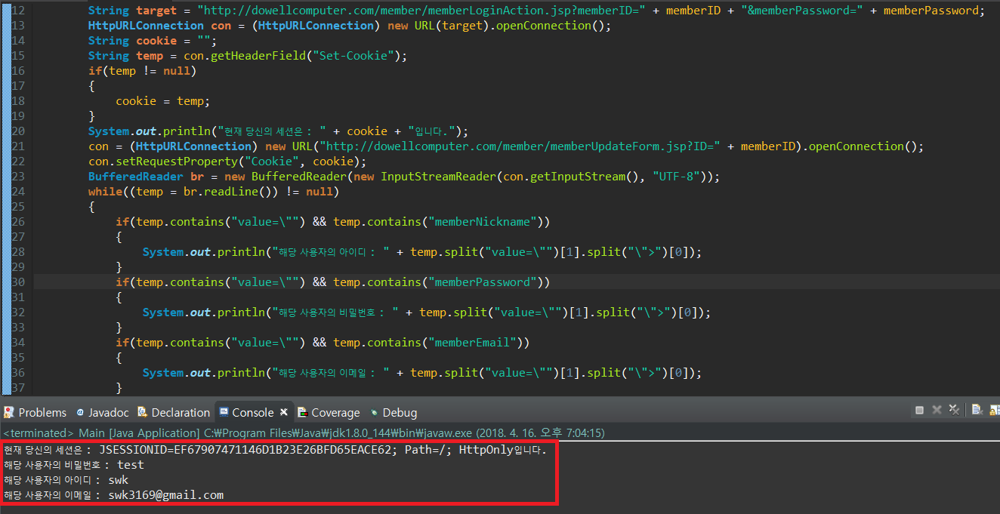 12 String target = "http://dowellcomputer.com/member/memberLoginAction.jsp?memberID=" + memberID + "&memberPassword=" + memberPassword;
13 HttpURLConnection con = (HttpURLConnection) new URL(target).openConnection();
14 String cookie = "";
15 String temp = con.getHeaderField("Set-Cookie");
16 if(temp != null)
17 {
18 cookie = temp;
19 }
20 System.out.println("현재 당신의 세션은 : " + cookie + "입니다.");
21 con = (HttpURLConnection) new URL("http://dowellcomputer.com/member/memberUpdateForm.jsp?ID=" + memberID).openConnection();
22 con.setRequestProperty("Cookie", cookie);
23 BufferedReader br = new BufferedReader(new InputStreamReader(con.getInputStream(), "UTF-8"));
24 while((temp = br.readLine()) != null)
25 {
26 if(temp.contains("value=\"") && temp.contains("memberNickname"))
27 {
28 System.out.println("해당 사용자의 아이디 : " + temp.split("value=\"")[1].split("\">")[0]);
29 }
30 if(temp.contains("value=\"") && temp.contains("memberPassword"))
31 {
32 System.out.println("해당 사용자의 비밀번호 : " + temp.split("value=\"")[1].split("\">")[0]);
33 }
34 if(temp.contains("value=\"") && temp.contains("memberEmail"))
35 {
36 System.out.println("해당 사용자의 이메일 : " + temp.split("value=\"")[1].split("\">")[0]);
37 }
Problems @ Javadoc Declaration Console Coverage Debug
<terminated> Main [Java Application] C:₩Program Files₩Java₩jdk1.8.0_144₩bin₩javaw.exe (2018. 4. 16. 오후 7:04:15)
현재 당신의 세션은 : JSESSIONID=EF67907471146D1B23E26BFD65EACE62; Path=/; HttpOnly입니다.
해당 사용자의 비밀번호 : test
해당 사용자의 아이디 : swk
해당 사용자의 이메일 : swk3169@gmail.com